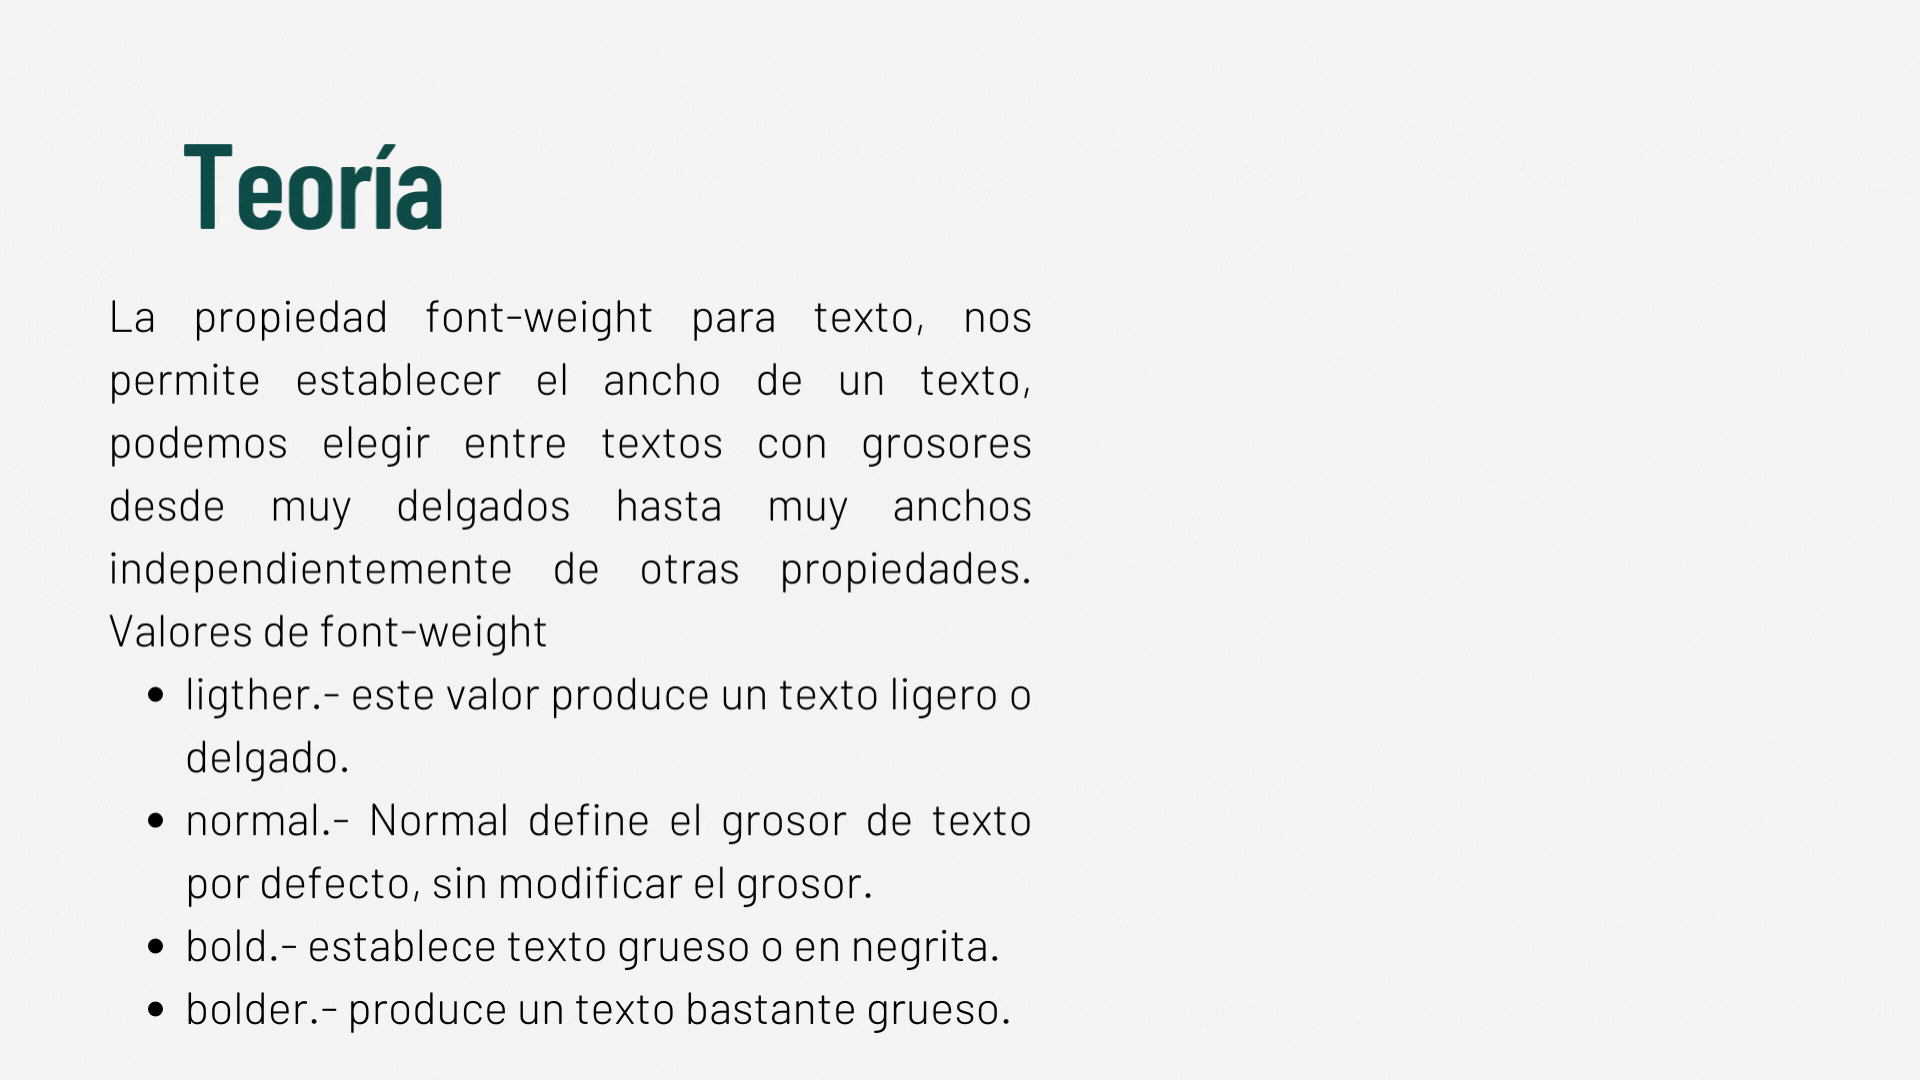 Teoría
La propiedad font-weight para texto, nos
permite establecer el ancho de un texto,
podemos elegir entre textos con grosores
desde muy delgados hasta muy anchos
independientemente de otras propiedades.
Valores de font-weight
• ligther.- este valor produce un texto ligero o
delgado.
• normal.- Normal define el grosor de texto
por defecto, sin modificar el grosor.
• bold.- establece texto grueso o en negrita.
• bolder.- produce un texto bastante grueso.